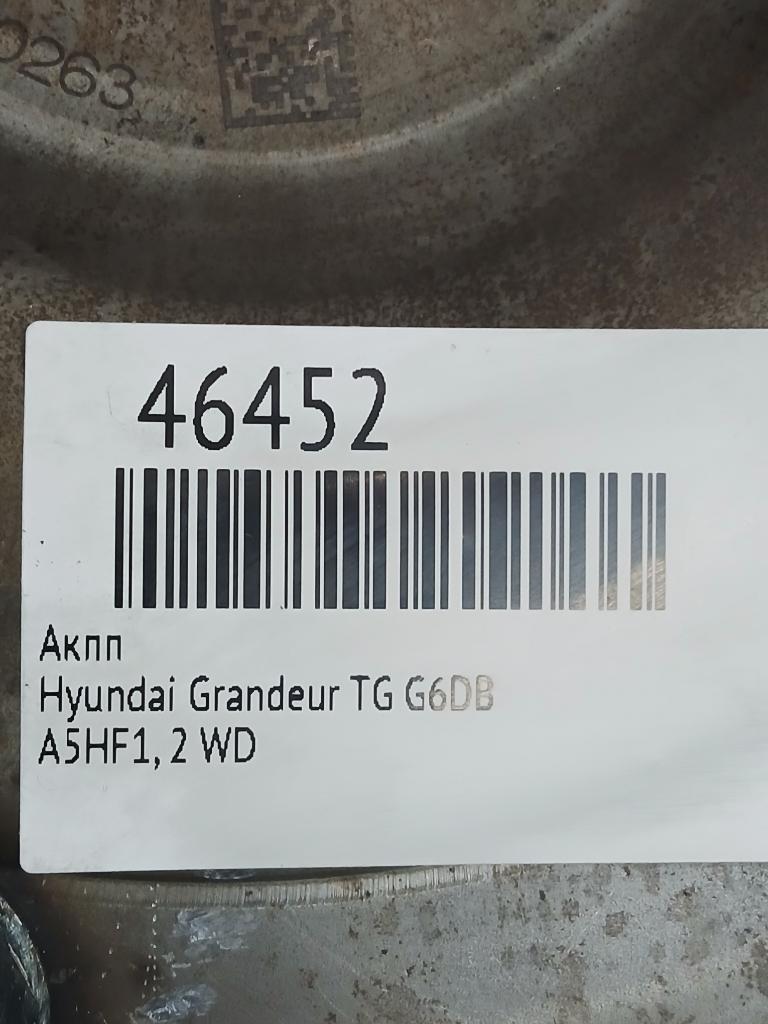 0263
46452
Акпп
Hyundai Grandeur TG G6DB
A5HF1, 2 WD